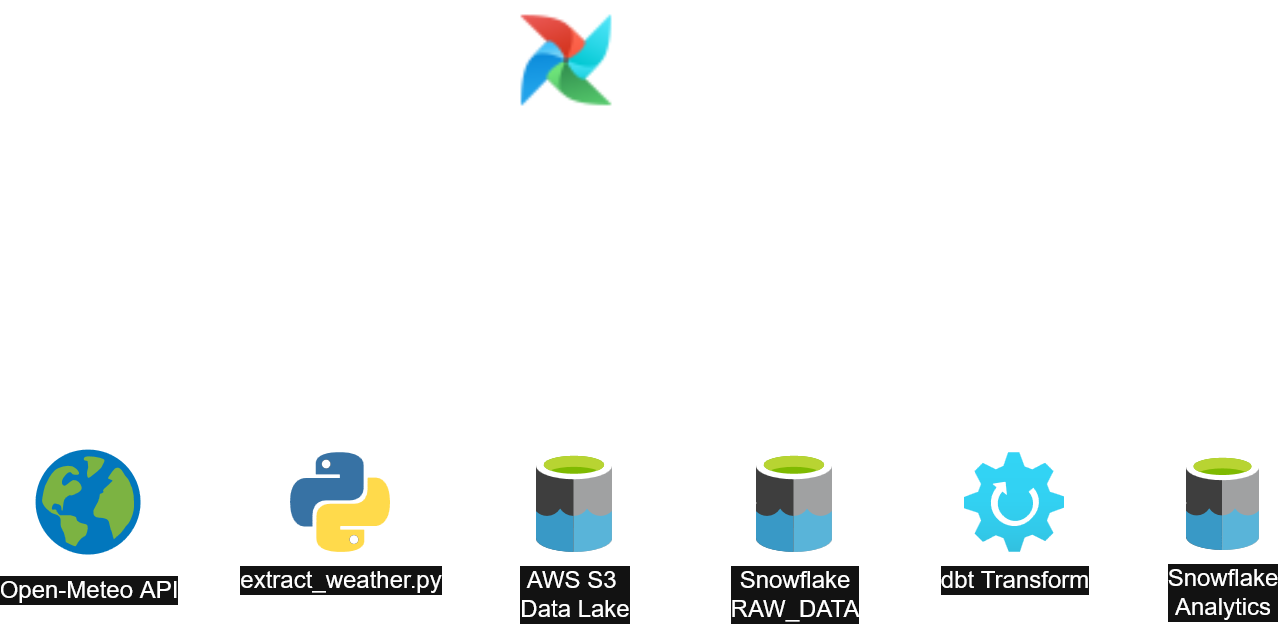 Open-Meteo API
extract_weather.py
AWS S3
Data Lake
Snowflake
RAW_DATA
dbt Transform
Snowflake
Analytics